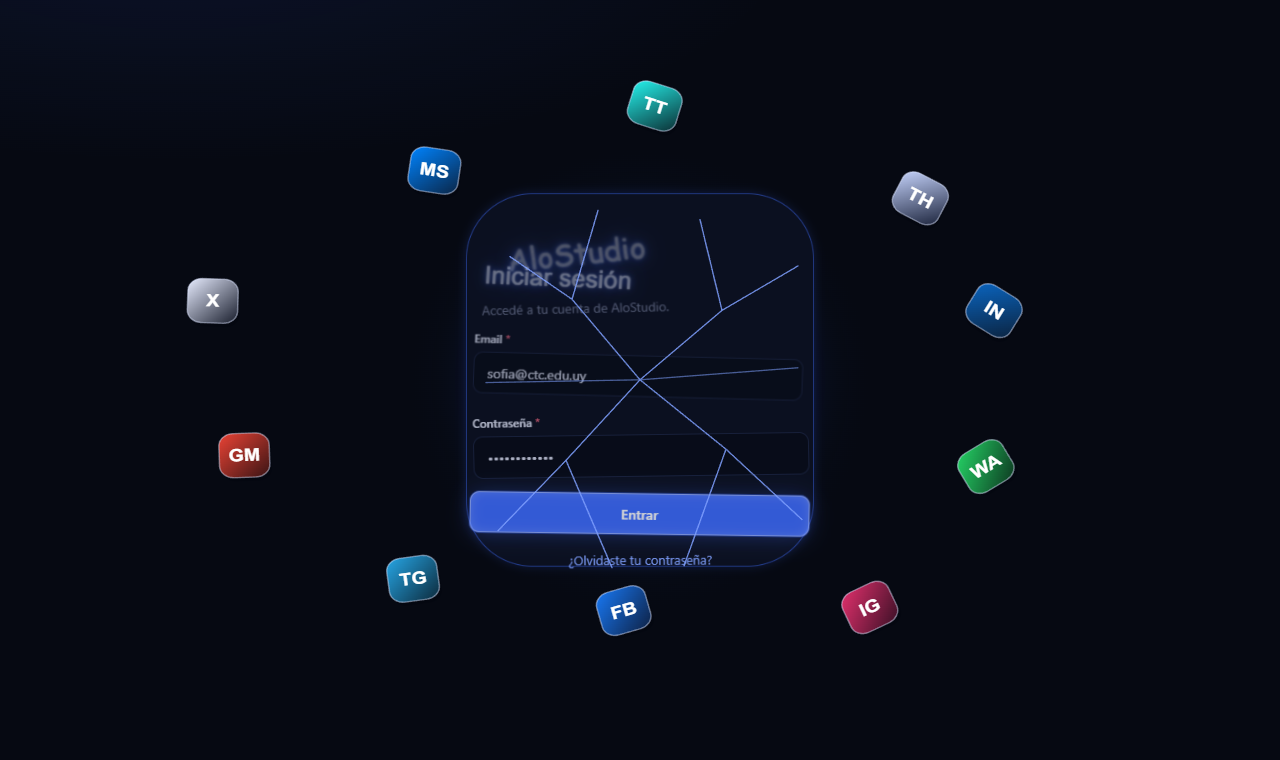 TT
MS
TH
AloStudio
Iniciar sesión
X
Accedé a tu cuenta de AloStudio.
IN
Email *
sofia@ctc.edu.uy
Contraseña *
GM
••••••••••••
WA
Entrar
¿Olvidaste tu contraseña?
TG
FB
IG